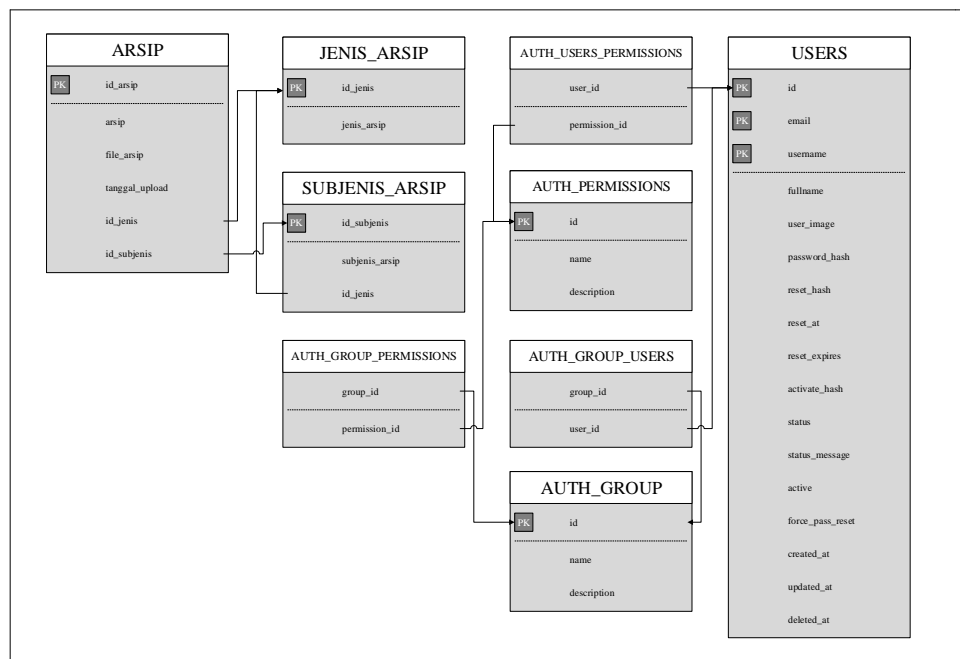 ARSIP
PK
id_arsip
arsip
file_arsip
tanggal_upload
id_jenis
id_subjenis
JENIS_ARSIP
PK
id_jenis
jenis_arsip
SUBJENIS_ARSIP
PK
id_subjenis
subjenis_arsip
id_jenis
AUTH_GROUP_PERMISSIONS
group_id
permission_id
AUTH_USERS_PERMISSIONS
user_id
permission_id
AUTH_PERMISSIONS
PK
id
name
description
AUTH_GROUP_USERS
group_id
user_id
AUTH_GROUP
PK
id
name
description
USERS
PK
id
PK
email
PK
username
fullname
user_image
password_hash
reset_hash
reset_at
reset_expires
activate_hash
status
status_message
active
force_pass_reset
created_at
updated_at
deleted_at